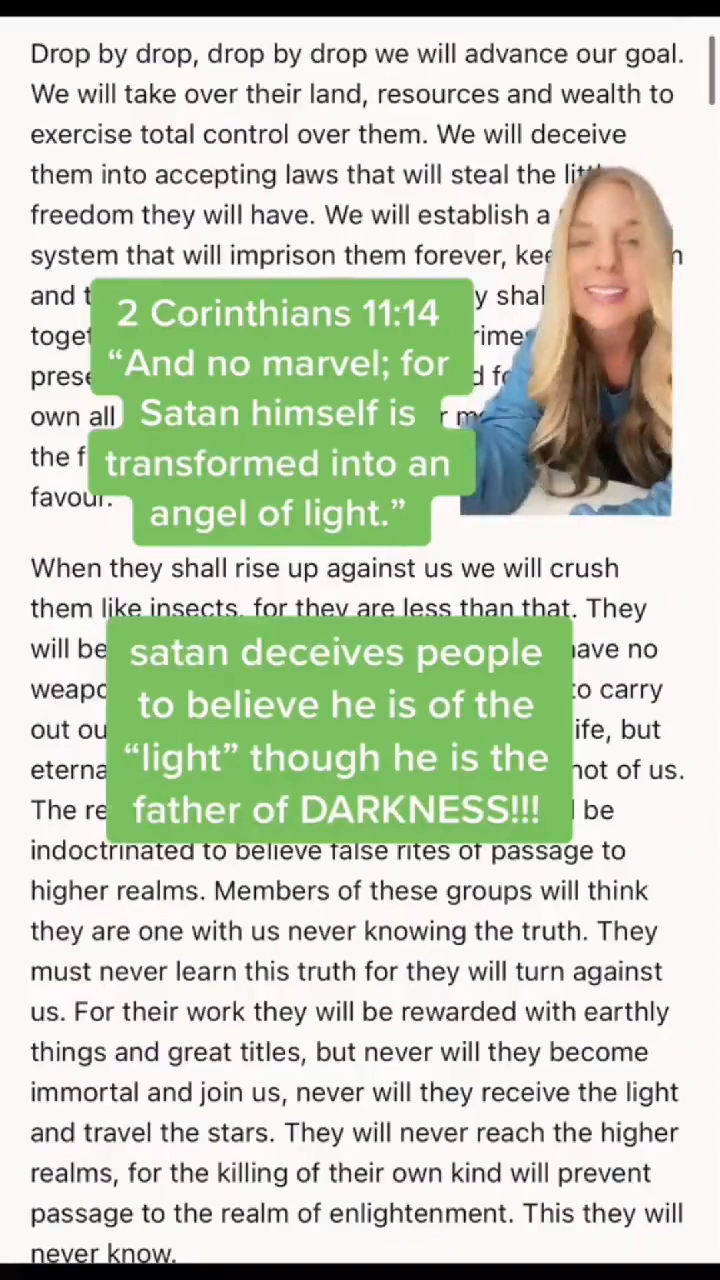 Drop by drop, drop by drop we will advance our goal.
We will take over their land, resources and wealth to
exercise total control over them. We will deceive
them into accepting laws that will steal the
freedom they will have. We will establish a
system that will imprison them forever,
and
own all
the
favour.
2 Corinthians 11:14
“And no marvel; for
Satan himself is
transformed into an
angel of light.”
When they shall rise up against us we will crush
them like insects, for they are less than that. They
will be have no
to carry
out life, but
not of us.
The be
satan deceives people
to believe he is of the
“light” though he is the
father of DARKNESS!!!
indoctrinated to believe false rites of passage to
higher realms. Members of these groups will think
they are one with us never knowing the truth. They
must never learn this truth for they will turn against
us. For their work they will be rewarded with earthly
things and great titles, but never will they become
immortal and join us, never will they receive the light
and travel the stars. They will never reach the higher
realms, for the killing of their own kind will prevent
passage to the realm of enlightenment. This they will
never know.